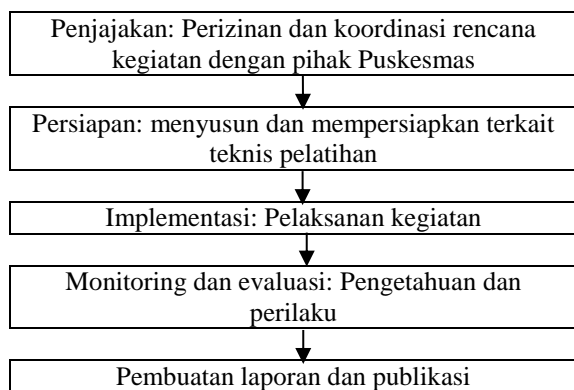 Penjajakan: Perizinan dan koordinasi rencana
kegiatan dengan pihak Puskesmas
Persiapan: menyusun dan mempersiapkan terkait
teknis pelatihan
Implementasi: Pelaksanan kegiatan
Monitoring dan evaluasi: Pengetahuan dan
perilaku
Pembuatan laporan dan publikasi